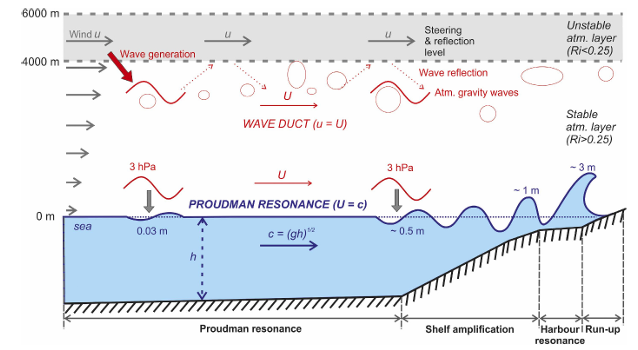 6000 m
Wind u
u
u
Steering
& reflection
level
Unstable
atm. layer
(Ri<0.25)
4000 m
Wave generation
Wave reflection
Atm. gravity waves
U
WAVE DUCT (u = U)
Stable
atm. layer
(Ri>0.25)
3 hPa
U
3 hPa
~ 3 m
~ 1 m
PROUDMAN RESONANCE (U = c)
0 m
sea
0.03 m
h
c = (gh)^1/2
~ 0.5 m
Proudman resonance
Shelf amplification
Harbour
resonance
Run-up